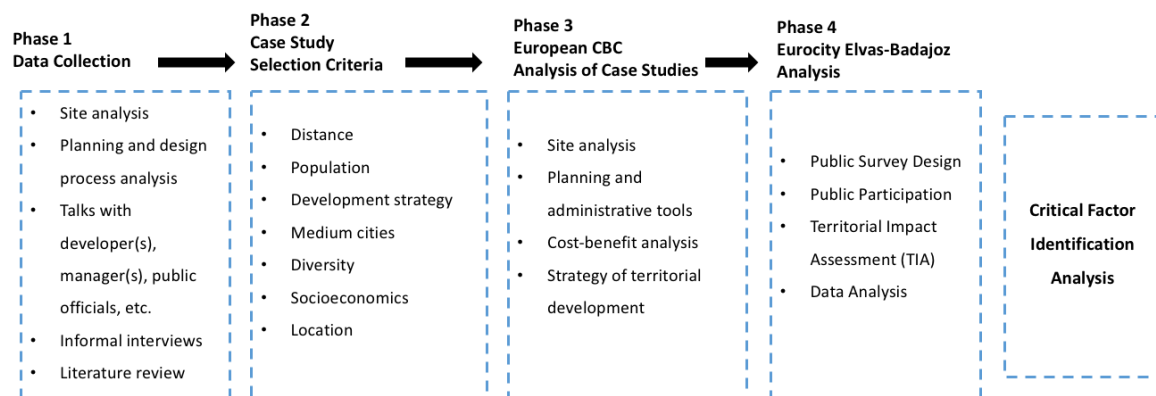 Phase 1
Data Collection
Phase 2
Case Study
Selection Criteria
Phase 3
European CBC
Analysis of Case Studies
Phase 4
Eurocity Elvas-Badajoz
Analysis
• Site analysis
• Planning and design
process analysis
• Talks with
developer(s),
manager(s), public
officials, etc.
• Informal interviews
• Literature review
• Distance
• Population
• Development strategy
• Medium cities
• Diversity
• Socioeconomics
• Location
• Site analysis
• Planning and
administrative tools
• Cost-benefit analysis
• Strategy of territorial
development
• Public Survey Design
• Public Participation
• Territorial Impact
Assessment (TIA)
• Data Analysis
Critical Factor
Identification
Analysis